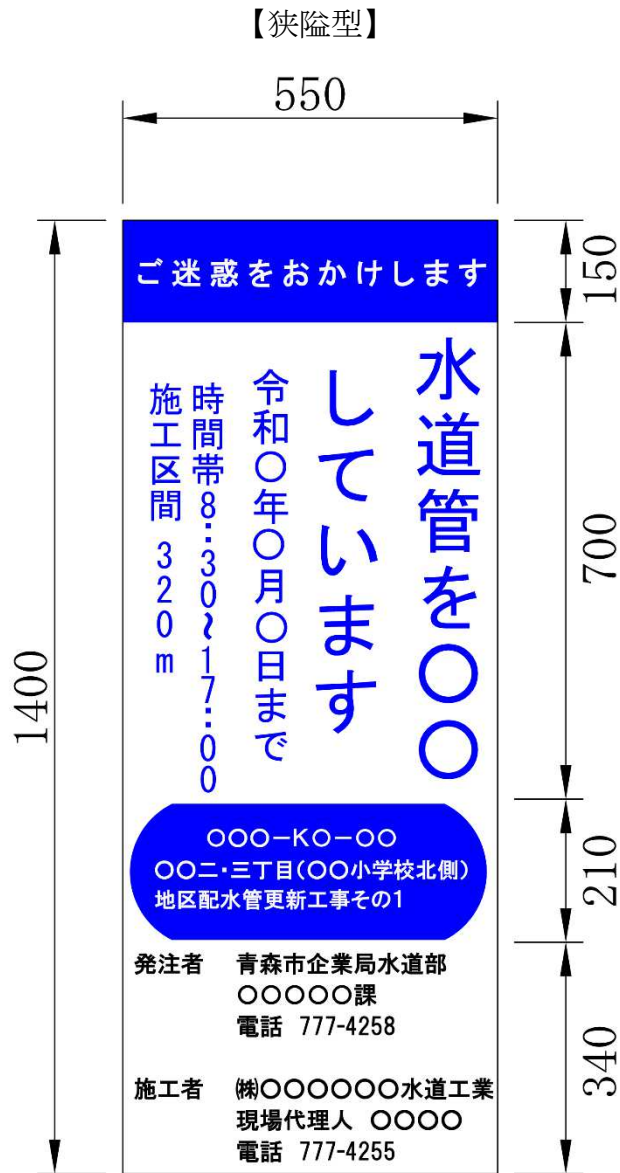 【狭隘型】
550
150
700
210
340
1400
ご迷惑をおかけします
水道管を〇〇
しています
令和〇年〇月〇日まで
時間帯8:30~17:00
施工区間 320m
〇〇〇-K〇-〇〇
〇〇二・三丁目(〇〇小学校北側)
地区配水管更新工事その1
発注者 青森市企業局水道部
〇〇〇〇〇課
電話 777-4258
施工者 ㈱〇〇〇〇〇〇水道工業
現場代理人 〇〇〇〇
電話 777-4255